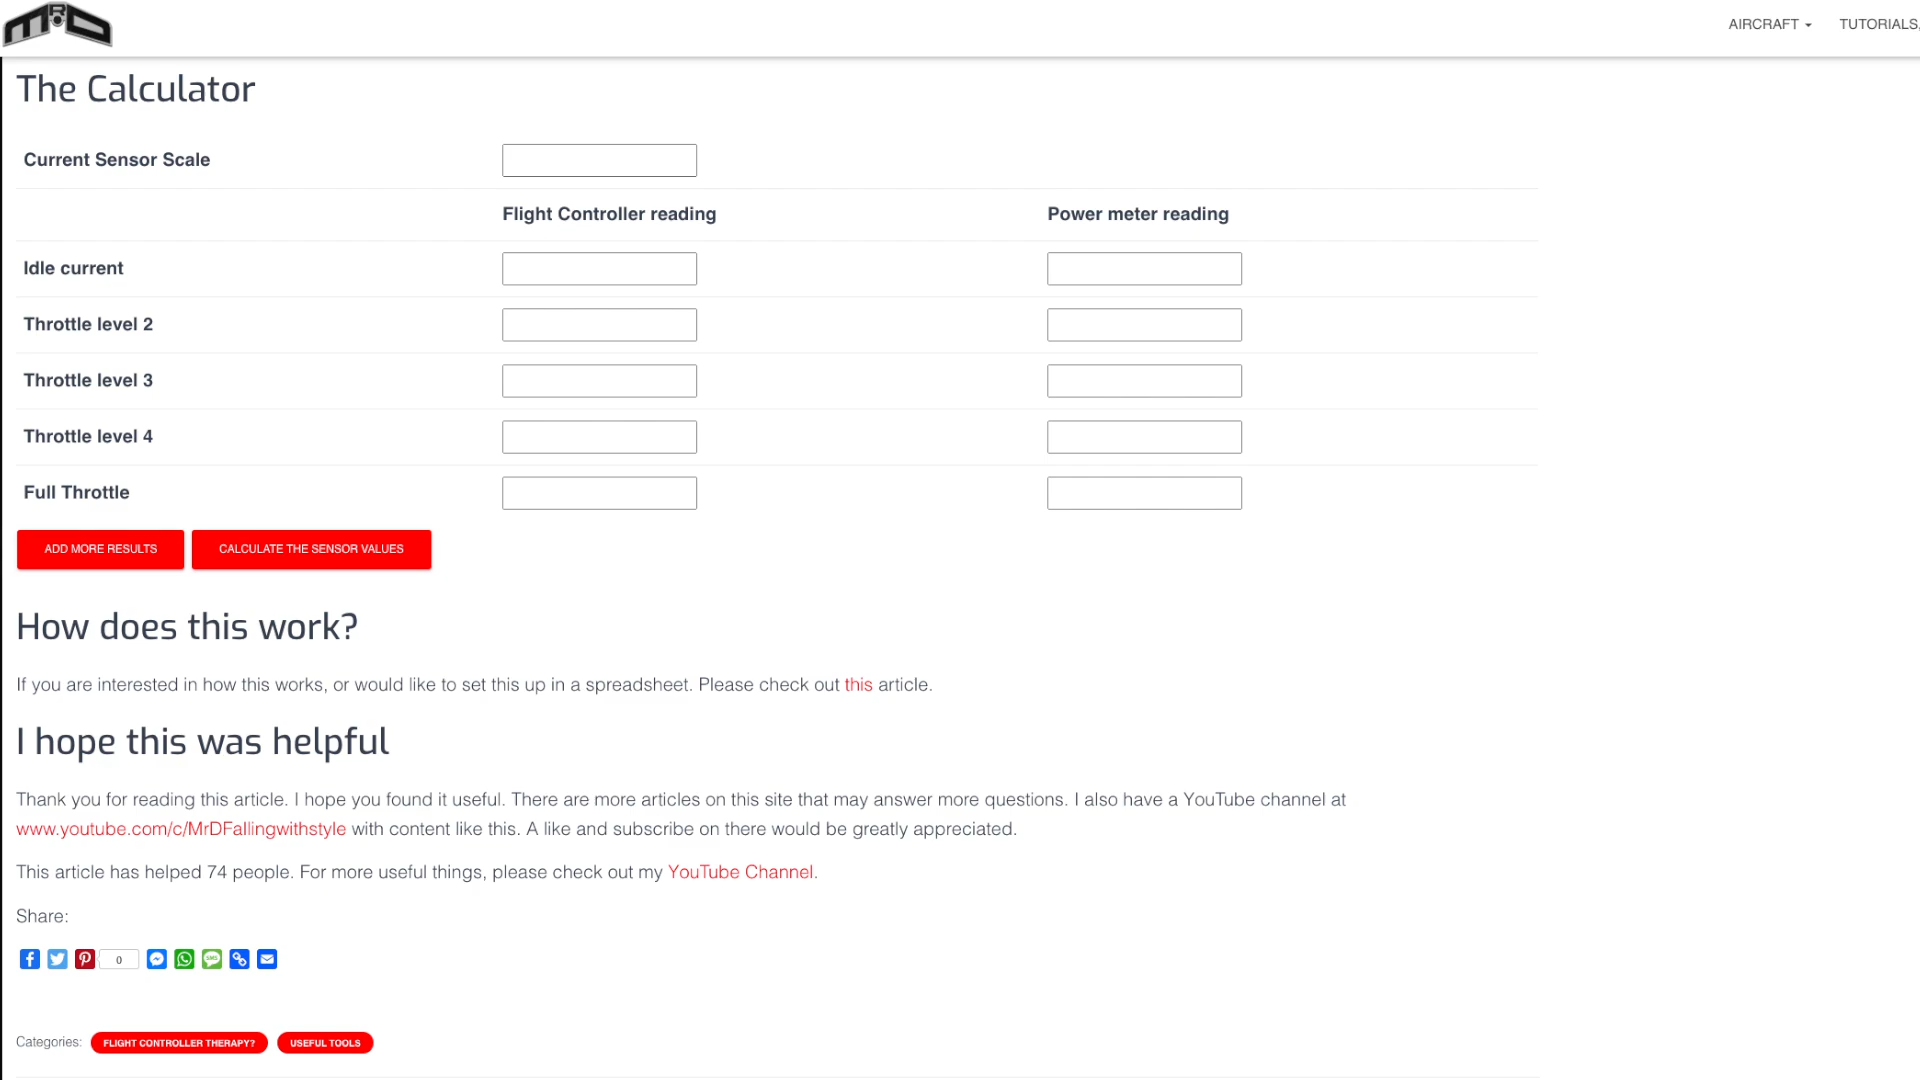 MRD
AIRCRAFT
TUTORIALS,
The Calculator
Current Sensor Scale
Flight Controller reading
Power meter reading
Idle current
Throttle level 2
Throttle level 3
Throttle level 4
Full Throttle
ADD MORE RESULTS
CALCULATE THE SENSOR VALUES
How does this work?
If you are interested in how this works, or would like to set this up in a spreadsheet. Please check out this article.
I hope this was helpful
Thank you for reading this article. I hope you found it useful. There are more articles on this site that may answer more questions. I also have a YouTube channel at
www.youtube.com/c/MrDFallingwithstyle with content like this. A like and subscribe on there would be greatly appreciated.
This article has helped 74 people. For more useful things, please check out my YouTube Channel.
Share:
0
SMS
Categories:
FLIGHT CONTROLLER THERAPY?
USEFUL TOOLS